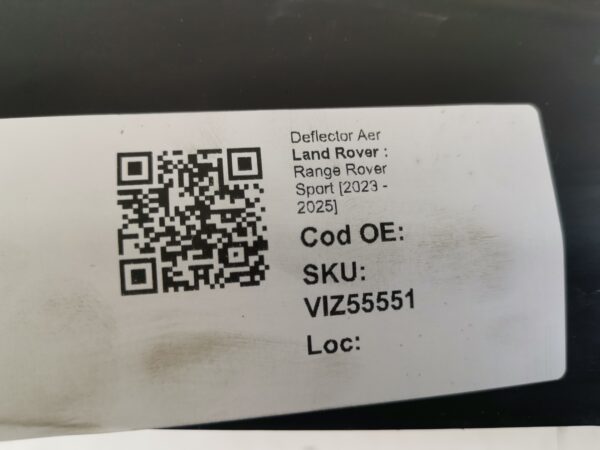 Deflector Aer
Land Rover :
Range Rover
Sport [2023 -
2025]
Cod OE:
SKU:
VIZ55551
Loc: